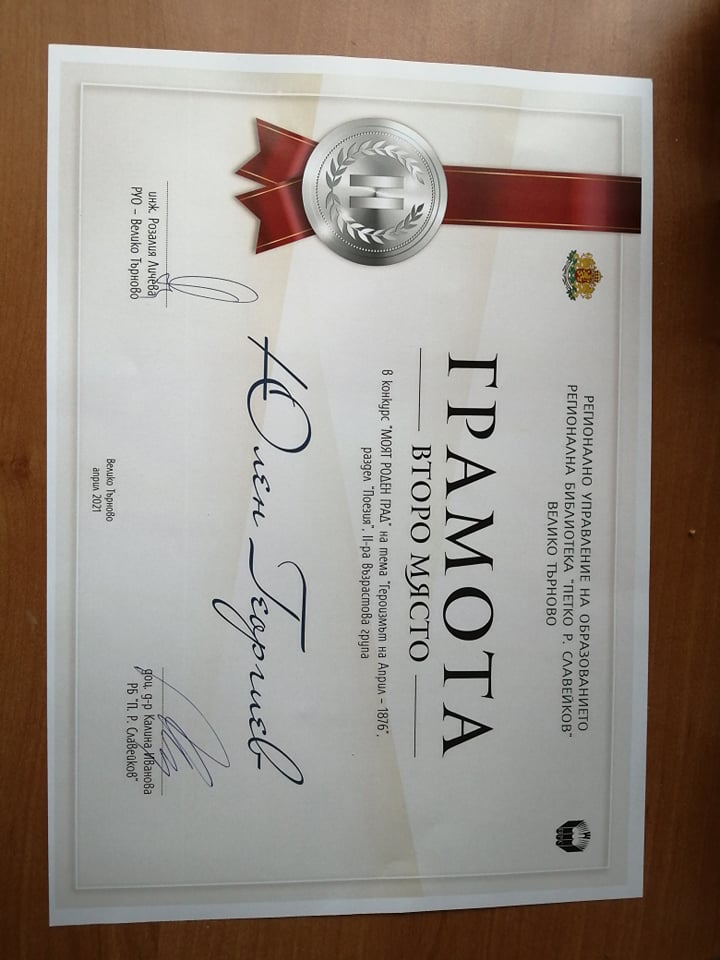 РЕГИОНАЛНО УПРАВЛЕНИЕ НА ОБРАЗОВАНИЕТО
РЕГИОНАЛНА БИБЛИОТЕКА "ПЕТКО Р. СЛАВЕЙКОВ"
ВЕЛИКО ТЪРНОВО
ГРАМОТА
ВТОРО МЯСТО
в конкурс "МОЯТ РОДЕН ГРАД" на тема "Героизмът на Април – 1876",
раздел "Поезия", II-ра възрастова група
Юлен Георгиев
инж. Розалия Личева
РУО – Велико Търново
доц. д-р Калина Иванова
РБ "П. Р. Славейков"
Велико Търново
април 2021